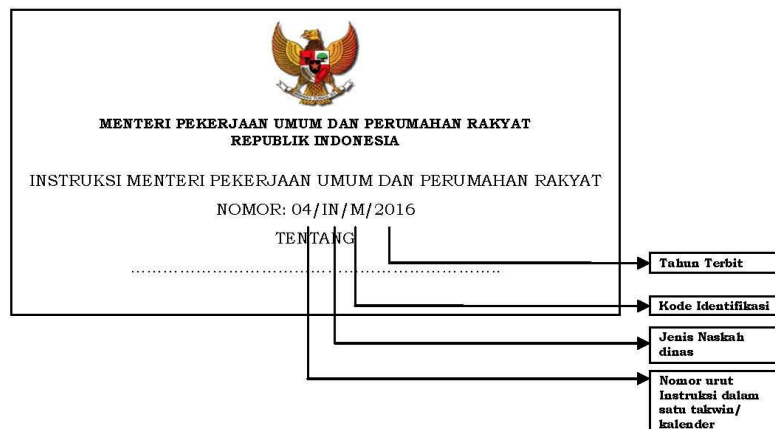 MENTERI PEKERJAAN UMUM DAN PERUMAHAN RAKYAT
REPUBLIK INDONESIA
INSTRUKSI MENTERI PEKERJAAN UMUM DAN PERUMAHAN RAKYAT
NOMOR: 04/IN/M/2016
TENTANG
......................................................................
Tahun Terbit
Kode Identifikasi
Jenis Naskah
dinas
Nomor urut
Instruksi dalam
satu takwin/
kalender